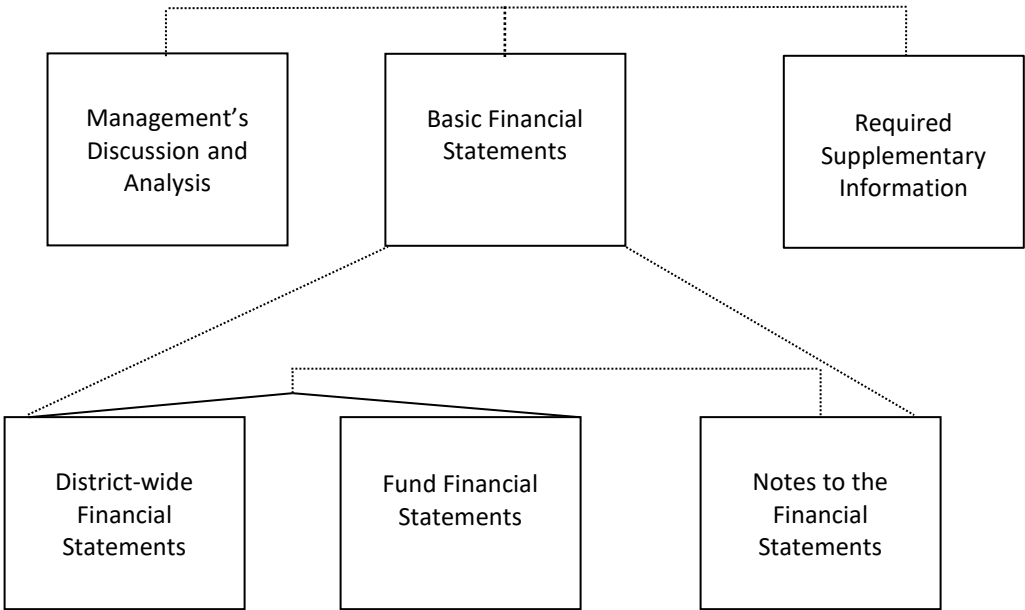 Management’s
Discussion and
Analysis
Basic Financial
Statements
Required
Supplementary
Information
District-wide
Financial
Statements
Fund Financial
Statements
Notes to the
Financial
Statements